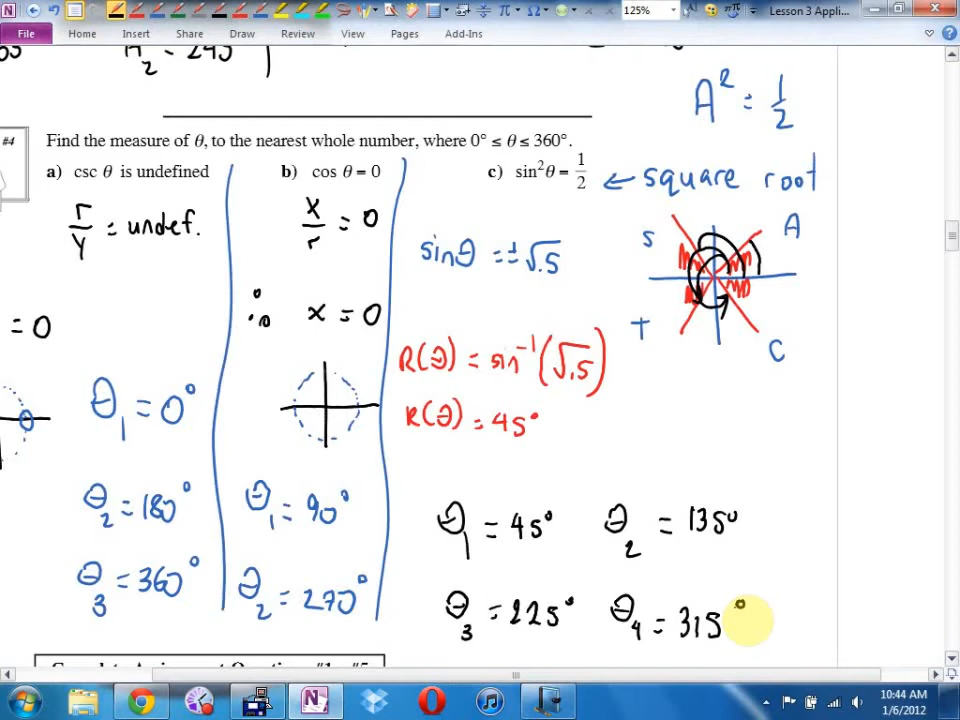 125%
Lesson 3 Appli...
File Home Insert Share Draw Review View Pages Add-Ins
A₂ = 245
#4
Find the measure of θ, to the nearest whole number, where 0° ≤ θ ≤ 360°.
a) csc θ is undefined
r/y = undef.
= 0
θ₁ = 0°
θ₂ = 180°
θ₃ = 360°
b) cos θ = 0
x/r = 0
∴ x = 0
θ₁ = 90°
θ₂ = 270°
c) sin²θ = 1/2
A² = 1/2
← square root
sinθ = ±√.5
S A
T C
R(θ) = sin⁻¹(√.5)
R(θ) = 45°
θ₁ = 45° θ₂ = 135°
θ₃ = 225° θ₄ = 315°
10:44 AM
1/6/2012